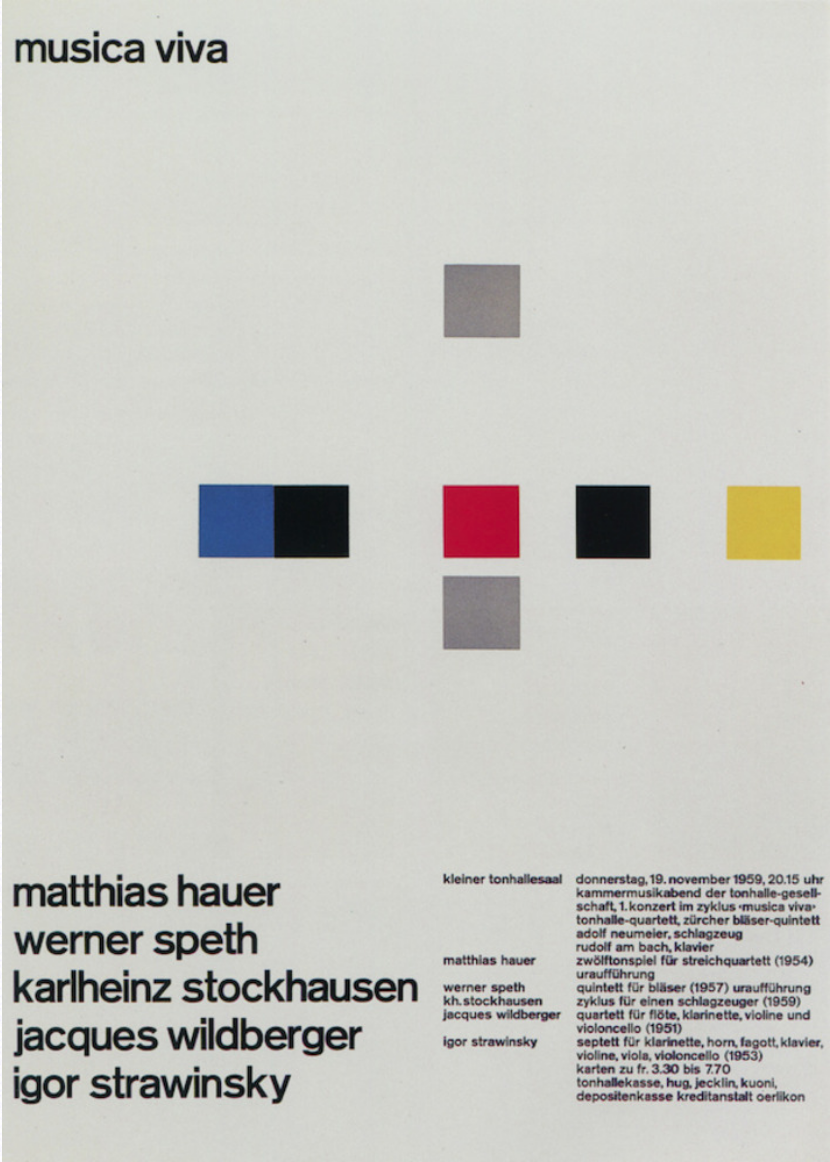 musica viva
matthias hauer
werner speth
karlheinz stockhausen
jacques wildberger
igor strawinsky
kleiner tonhallesaal donnerstag, 19. november 1959, 20.15 uhr
kammermusikabend der tonhalle-gesell-
schaft, 1. konzert im zyklus ‹musica viva›
tonhalle-quartett, zürcher bläser-quintett
adolf neumeier, schlagzeug
rudolf am bach, klavier
matthias hauer zwölftonspiel für streichquartett (1954)
uraufführung
werner speth quintett für bläser (1957) uraufführung
kh. stockhausen zyklus für einen schlagzeuger (1959)
jacques wildberger quartett für flöte, klarinette, violine und
violoncello (1951)
igor strawinsky septett für klarinette, horn, fagott, klavier,
violine, viola, violoncello (1953)
karten zu fr. 3.30 bis 7.70
tonhallekasse, hug, jecklin, kuoni,
depositenkasse kreditanstalt oerlikon